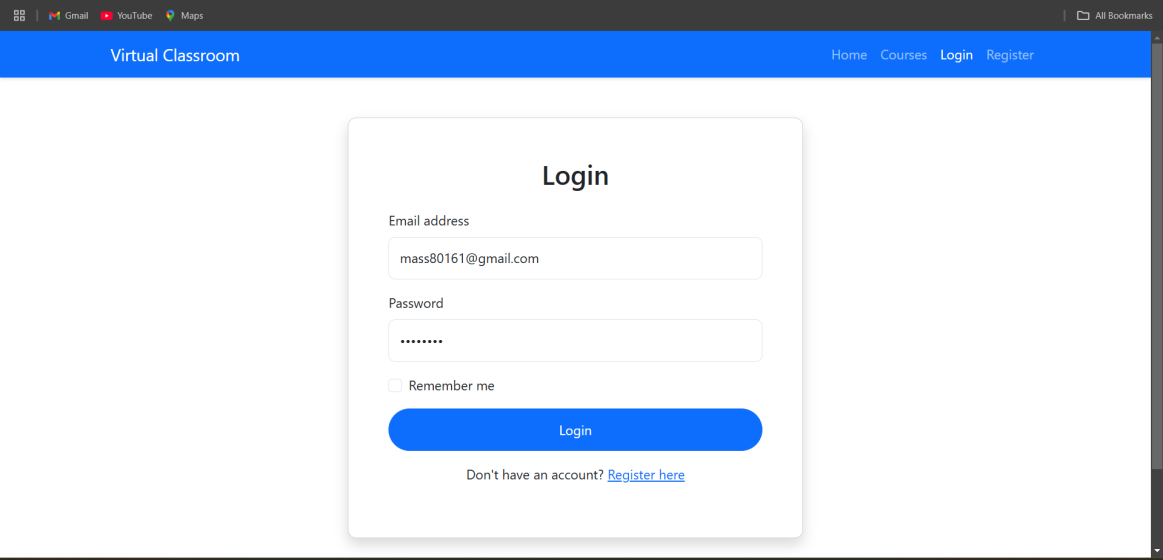 Gmail YouTube Maps All Bookmarks
Virtual Classroom Home Courses Login Register
Login
Email address
mass80161@gmail.com
Password
••••••••
Remember me
Login
Don't have an account? Register here